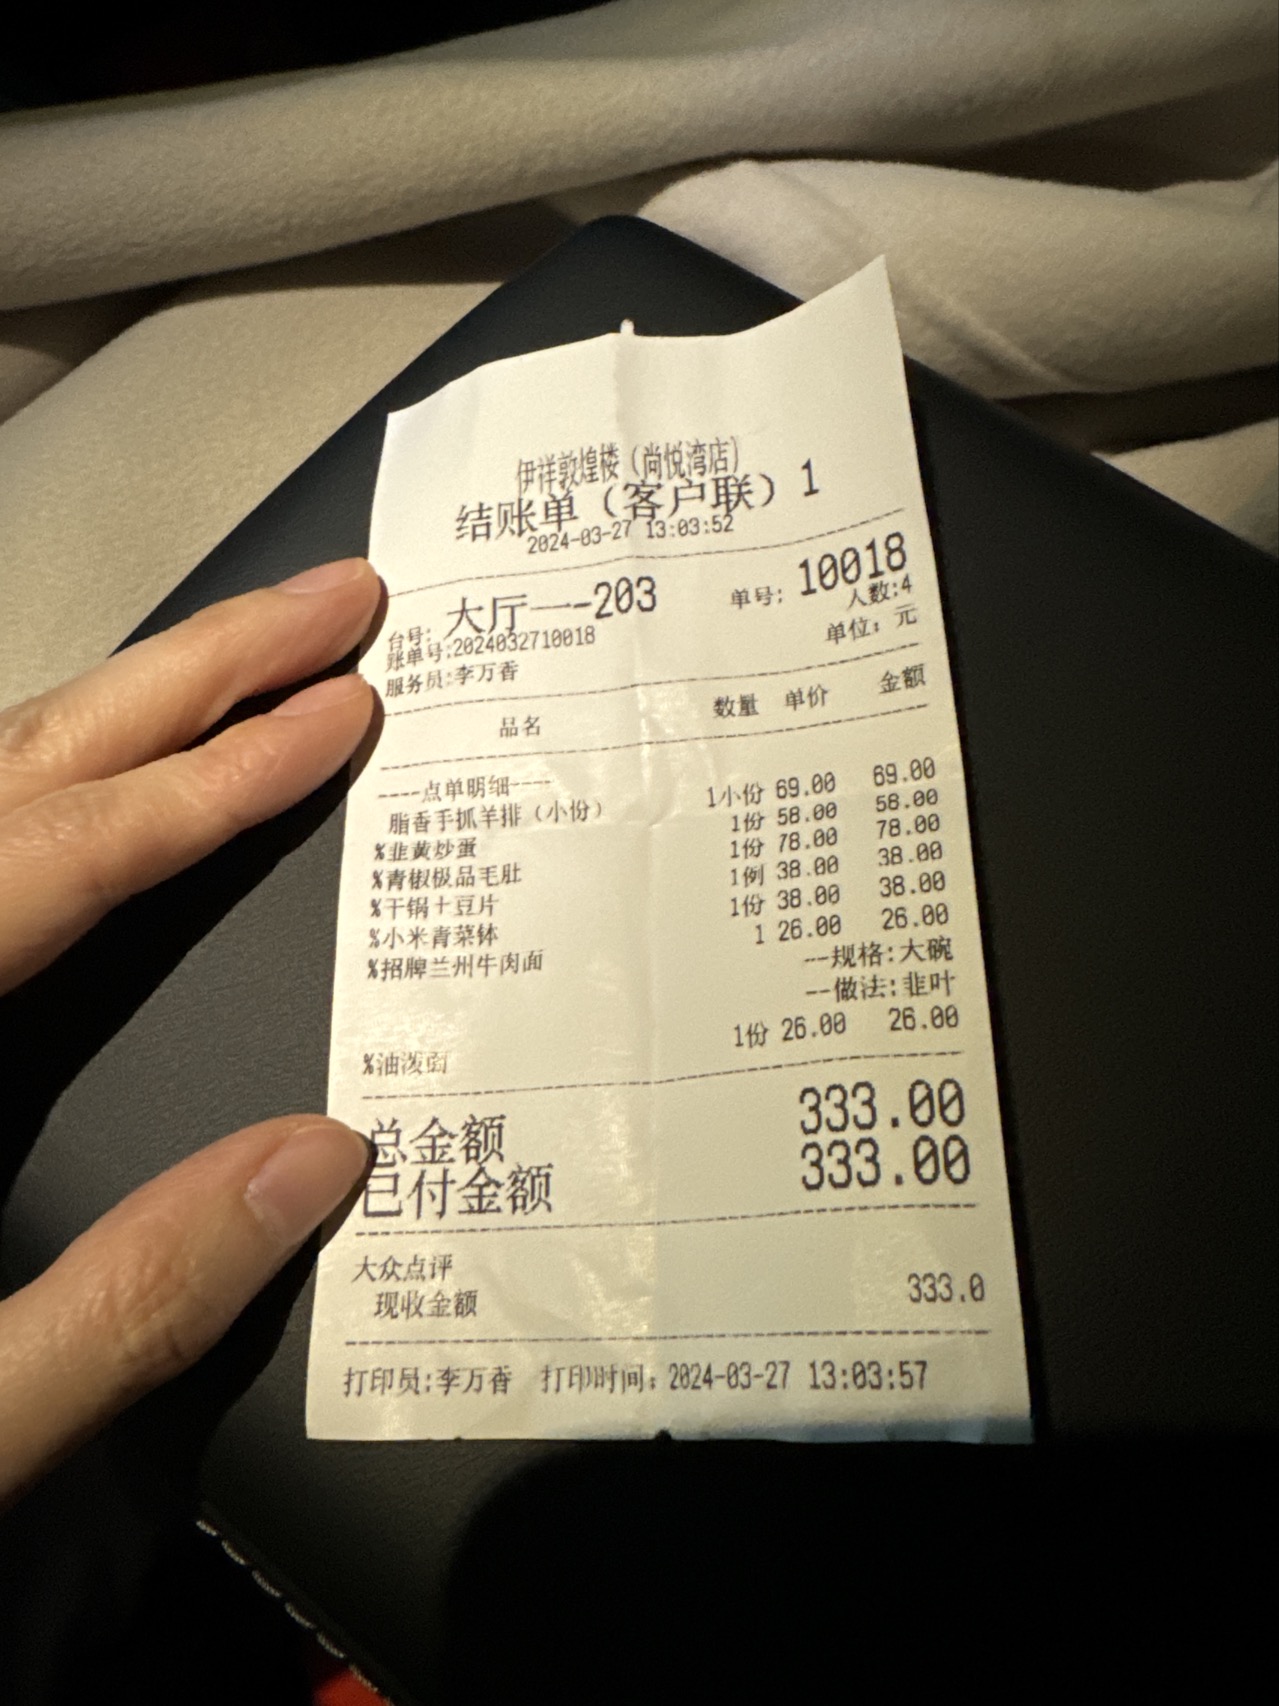 伊祥敦煌楼（尚悦湾店）
结账单（客户联）1
2024-03-27 13:03:52
台号: 大厅一-203 单号: 10018
账单号:2024032710018 人数:4
服务员:李万香 单位: 元
品名 数量 单价 金额
----点单明细----
脂香手抓羊排（小份） 1小份 69.00 69.00
%韭黄炒蛋 1份 58.00 58.00
%青椒极品毛肚 1份 78.00 78.00
%干锅土豆片 1例 38.00 38.00
%小米青菜钵 1份 38.00 38.00
%招牌兰州牛肉面 1 26.00 26.00
--规格:大碗
--做法:韭叶
%油泼面 1份 26.00 26.00
总金额 333.00
已付金额 333.00
大众点评
现收金额 333.0
打印员:李万香 打印时间: 2024-03-27 13:03:57